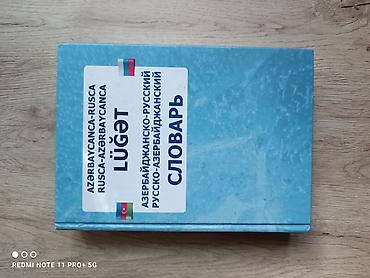 AZƏRBAYCANCA-RUSCA
RUSCA-AZƏRBAYCANCA
LÜĞƏT
АЗЕРБАЙДЖАНСКО-РУССКИЙ
РУССКО-АЗЕРБАЙДЖАНСКИЙ
СЛОВАРЬ
REDMI NOTE 11 PRO+ 5G